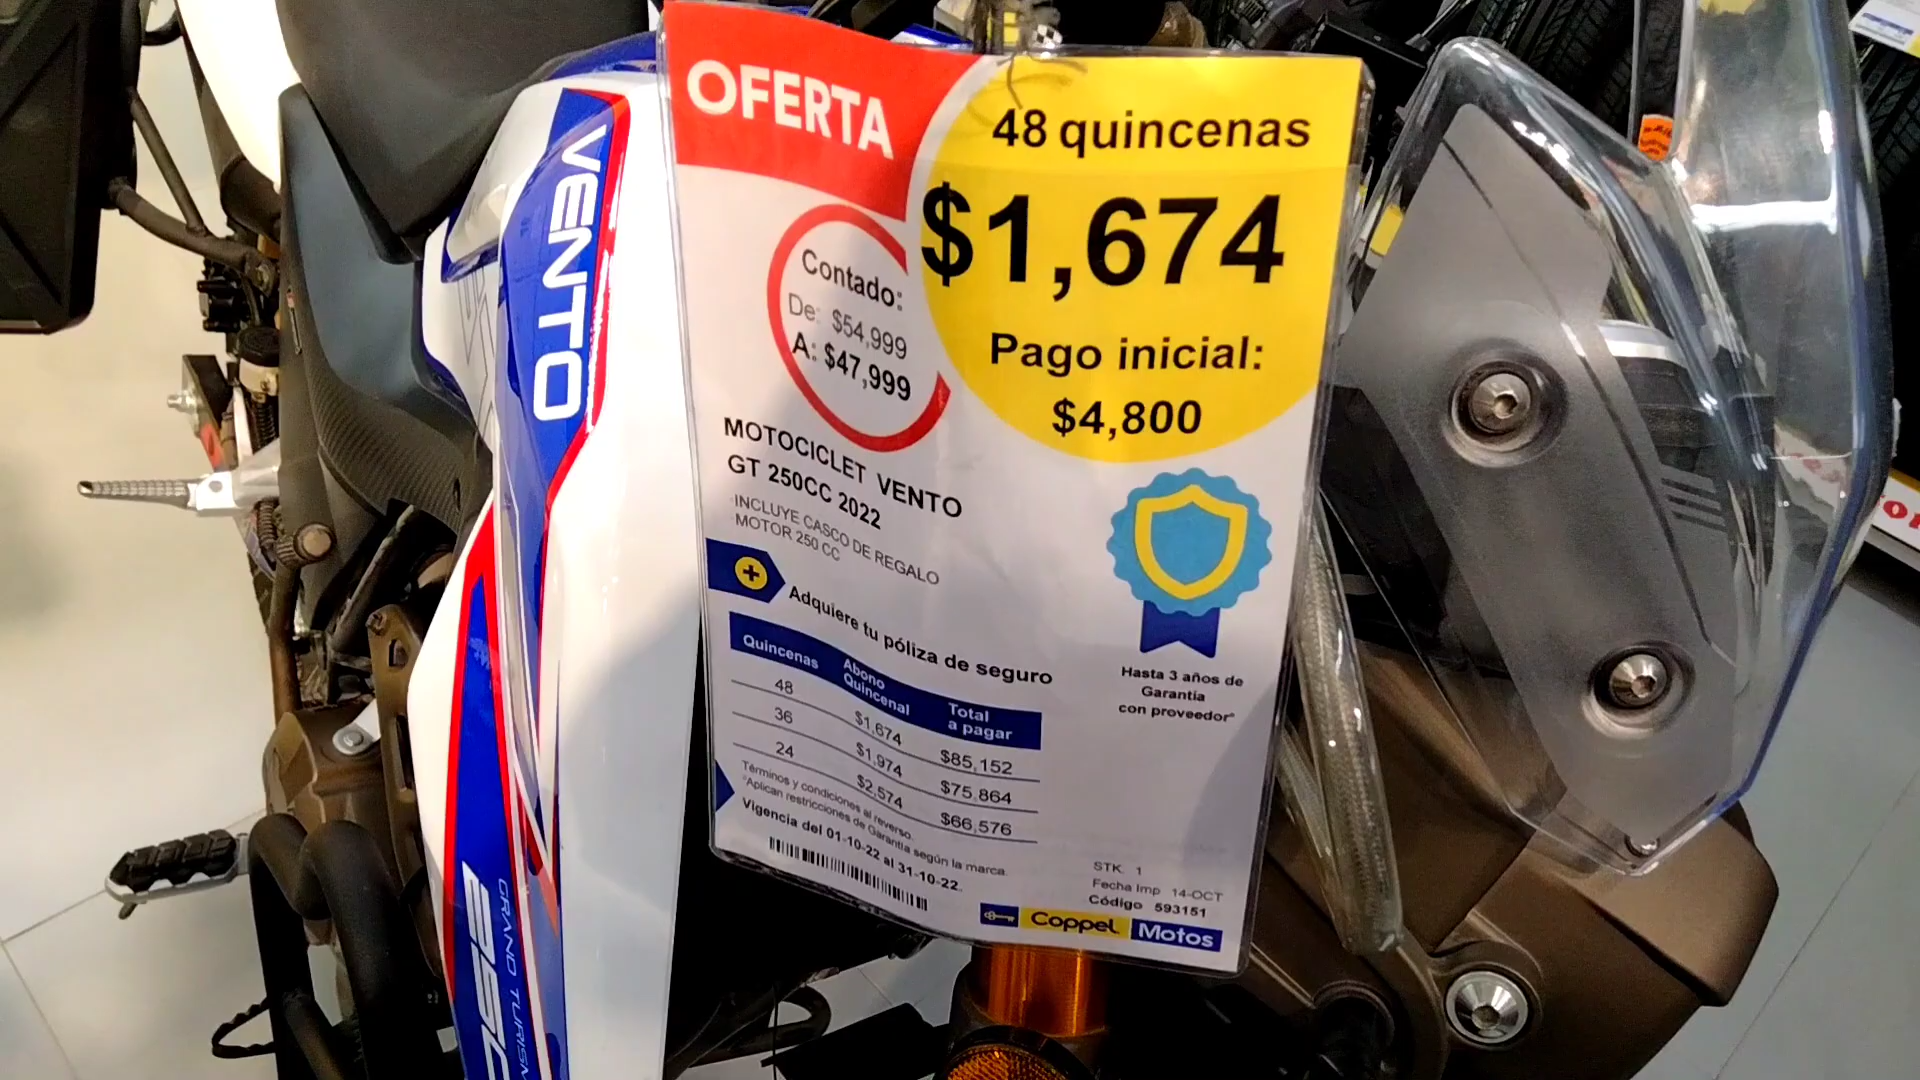 OFERTA
48 quincenas
$1,674
Pago inicial:
$4,800
Contado:
De: $54,999
A: $47,999
MOTOCICLET VENTO
GT 250CC 2022
INCLUYE CASCO DE REGALO
MOTOR 250 CC
Adquiere tu póliza de seguro
Quincenas Abono Quincenal Total a pagar
48 $1,674 $85,152
36 $1,974 $75,864
24 $2,574 $66,576
Términos y condiciones al reverso.
*Aplican restricciones de Garantía según la marca.
Vigencia del 01-10-22 al 31-10-22.
Hasta 3 años de
Garantía
con proveedor*
STK. 1
Fecha Imp 14-OCT
Código 593151
Coppel Motos
VENTO
GRAND TURISM
250